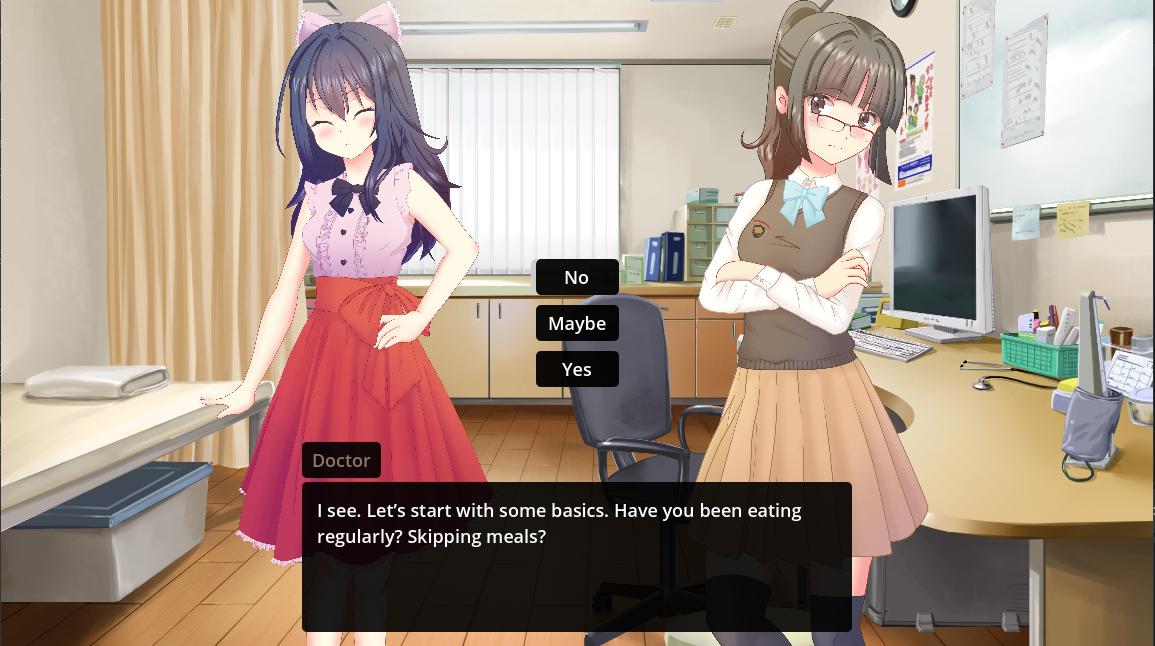 No
Maybe
Yes
Doctor
I see. Let’s start with some basics. Have you been eating
regularly? Skipping meals?